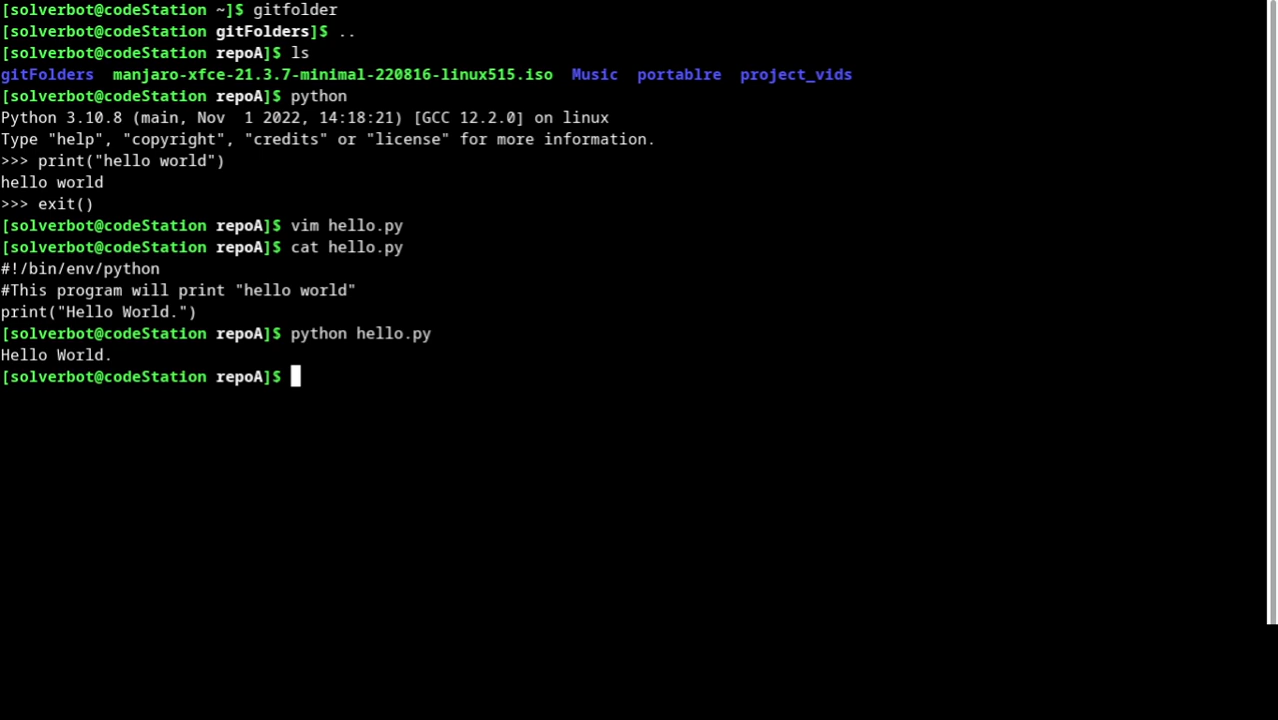 [solverbot@codeStation ~]$ gitfolder
[solverbot@codeStation gitFolders]$ ..
[solverbot@codeStation repoA]$ ls
gitFolders  manjaro-xfce-21.3.7-minimal-220816-linux515.iso  Music  portablre  project_vids
[solverbot@codeStation repoA]$ python
Python 3.10.8 (main, Nov  1 2022, 14:18:21) [GCC 12.2.0] on linux
Type "help", "copyright", "credits" or "license" for more information.
>>> print("hello world")
hello world
>>> exit()
[solverbot@codeStation repoA]$ vim hello.py
[solverbot@codeStation repoA]$ cat hello.py
#!/bin/env/python
#This program will print "hello world"
print("Hello World.")
[solverbot@codeStation repoA]$ python hello.py
Hello World.
[solverbot@codeStation repoA]$